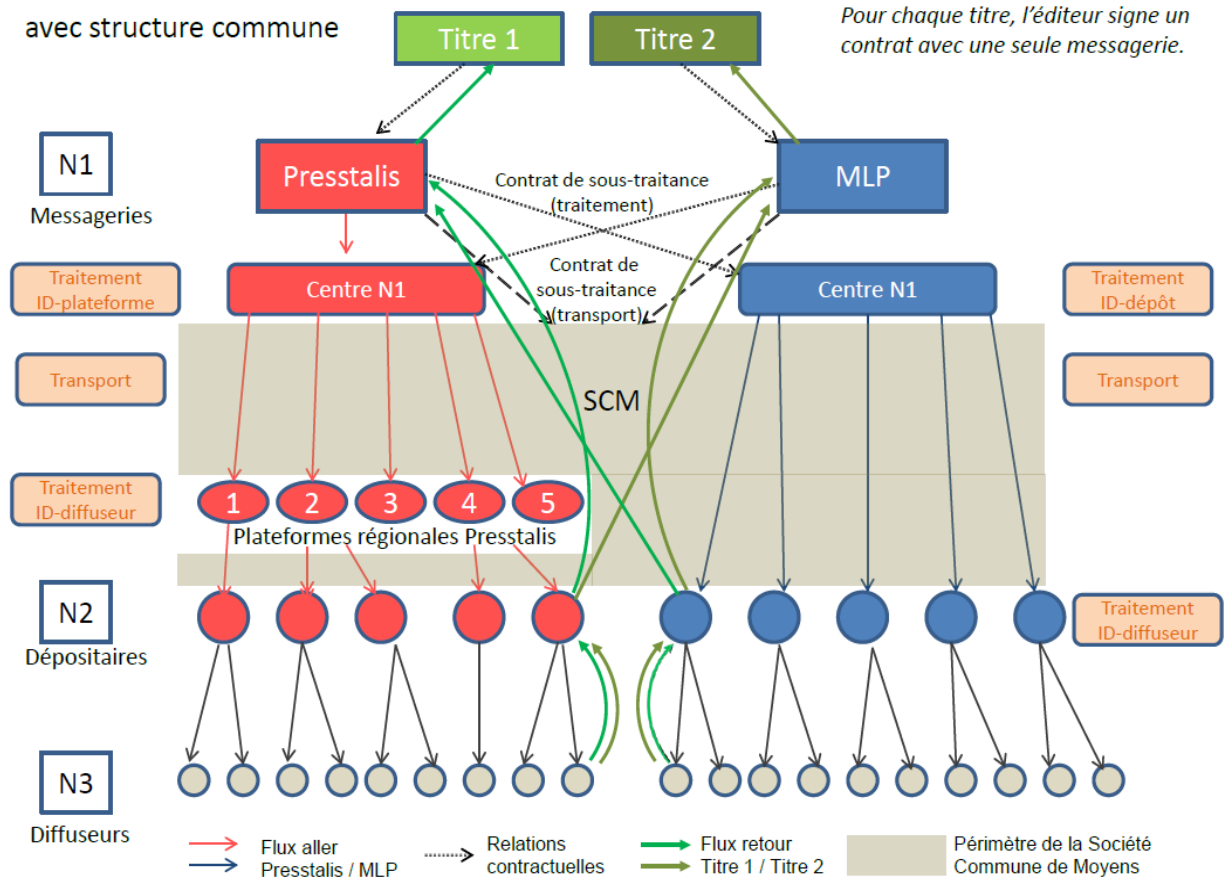 avec structure commune
Titre 1
Titre 2
Pour chaque titre, l’éditeur signe un
contrat avec une seule messagerie.
N1
Messageries
Presstalis
MLP
Contrat de sous-traitance
(traitement)
Traitement
ID-plateforme
Centre N1
Contrat de
sous-traitance
(transport)
Centre N1
Traitement
ID-dépôt
Transport
SCM
Transport
Traitement
ID-diffuseur
1
2
3
4
5
Plateformes régionales Presstalis
N2
Dépositaires
Traitement
ID-diffuseur
N3
Diffuseurs
Flux aller
Presstalis / MLP
Relations
contractuelles
Flux retour
Titre 1 / Titre 2
Périmètre de la Société
Commune de Moyens